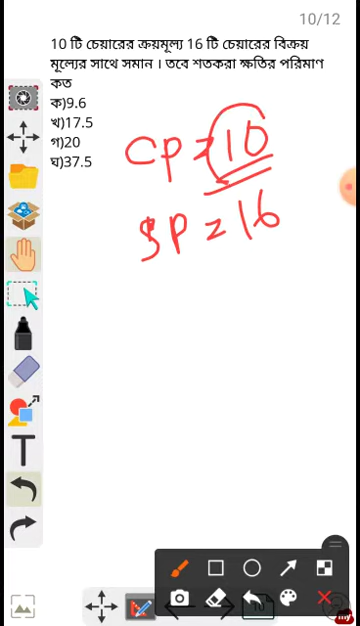 10/12
10 টি চেয়ারের ক্রয়মূল্য 16 টি চেয়ারের বিক্রয়
মূল্যের সাথে সমান । তবে শতকরা ক্ষতির পরিমাণ
কত
ক)9.6
খ)17.5
গ)20
ঘ)37.5
CP = 10
SP = 16
T